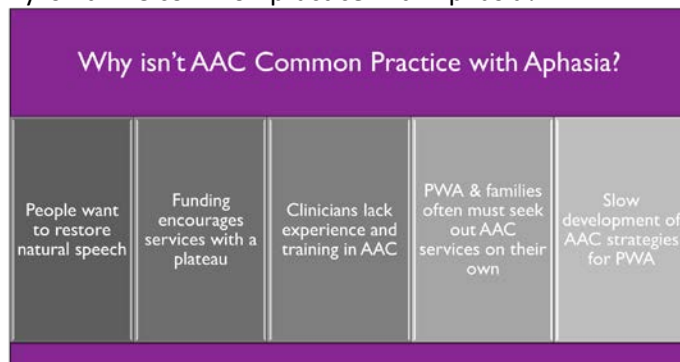 Why isn't AAC Common Practice with Aphasia?
People want
to restore
natural speech
Funding
encourages
services with a
plateau
Clinicians lack
experience and
training in AAC
PWA & families
often must seek
out AAC
services on their
own
Slow
development of
AAC strategies
for PWA